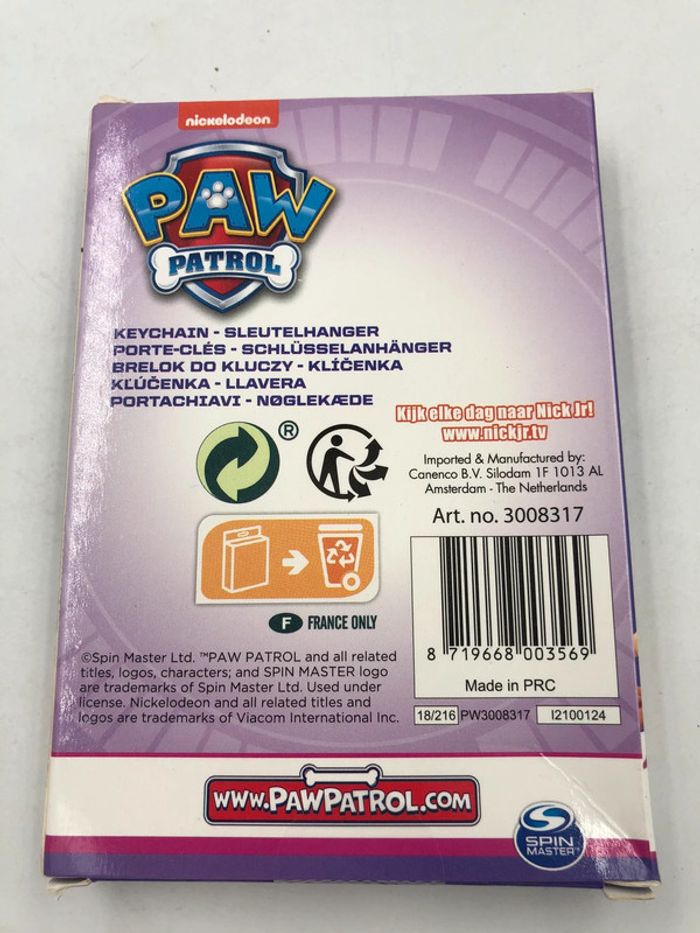 nickelodeon
PAW
PATROL
KEYCHAIN - SLEUTELHANGER
PORTE-CLÉS - SCHLÜSSELANHÄNGER
BRELOK DO KLUCZY - KLÍČENKA
KĽÚČENKA - LLAVERA
PORTACHIAVI - NØGLEKÆDE
Kijk elke dag naar Nick Jr!
www.nickjr.tv
®
Imported & Manufactured by:
Canenco B.V. Silodam 1F 1013 AL
Amsterdam - The Netherlands
Art. no. 3008317
8 719668 003569
Made in PRC
18/216 PW3008317 I2100124
F FRANCE ONLY
©Spin Master Ltd. ™PAW PATROL and all related
titles, logos, characters; and SPIN MASTER logo
are trademarks of Spin Master Ltd. Used under
license. Nickelodeon and all related titles and
logos are trademarks of Viacom International Inc.
WWW.PAWPATROL.COM
SPIN
MASTER™